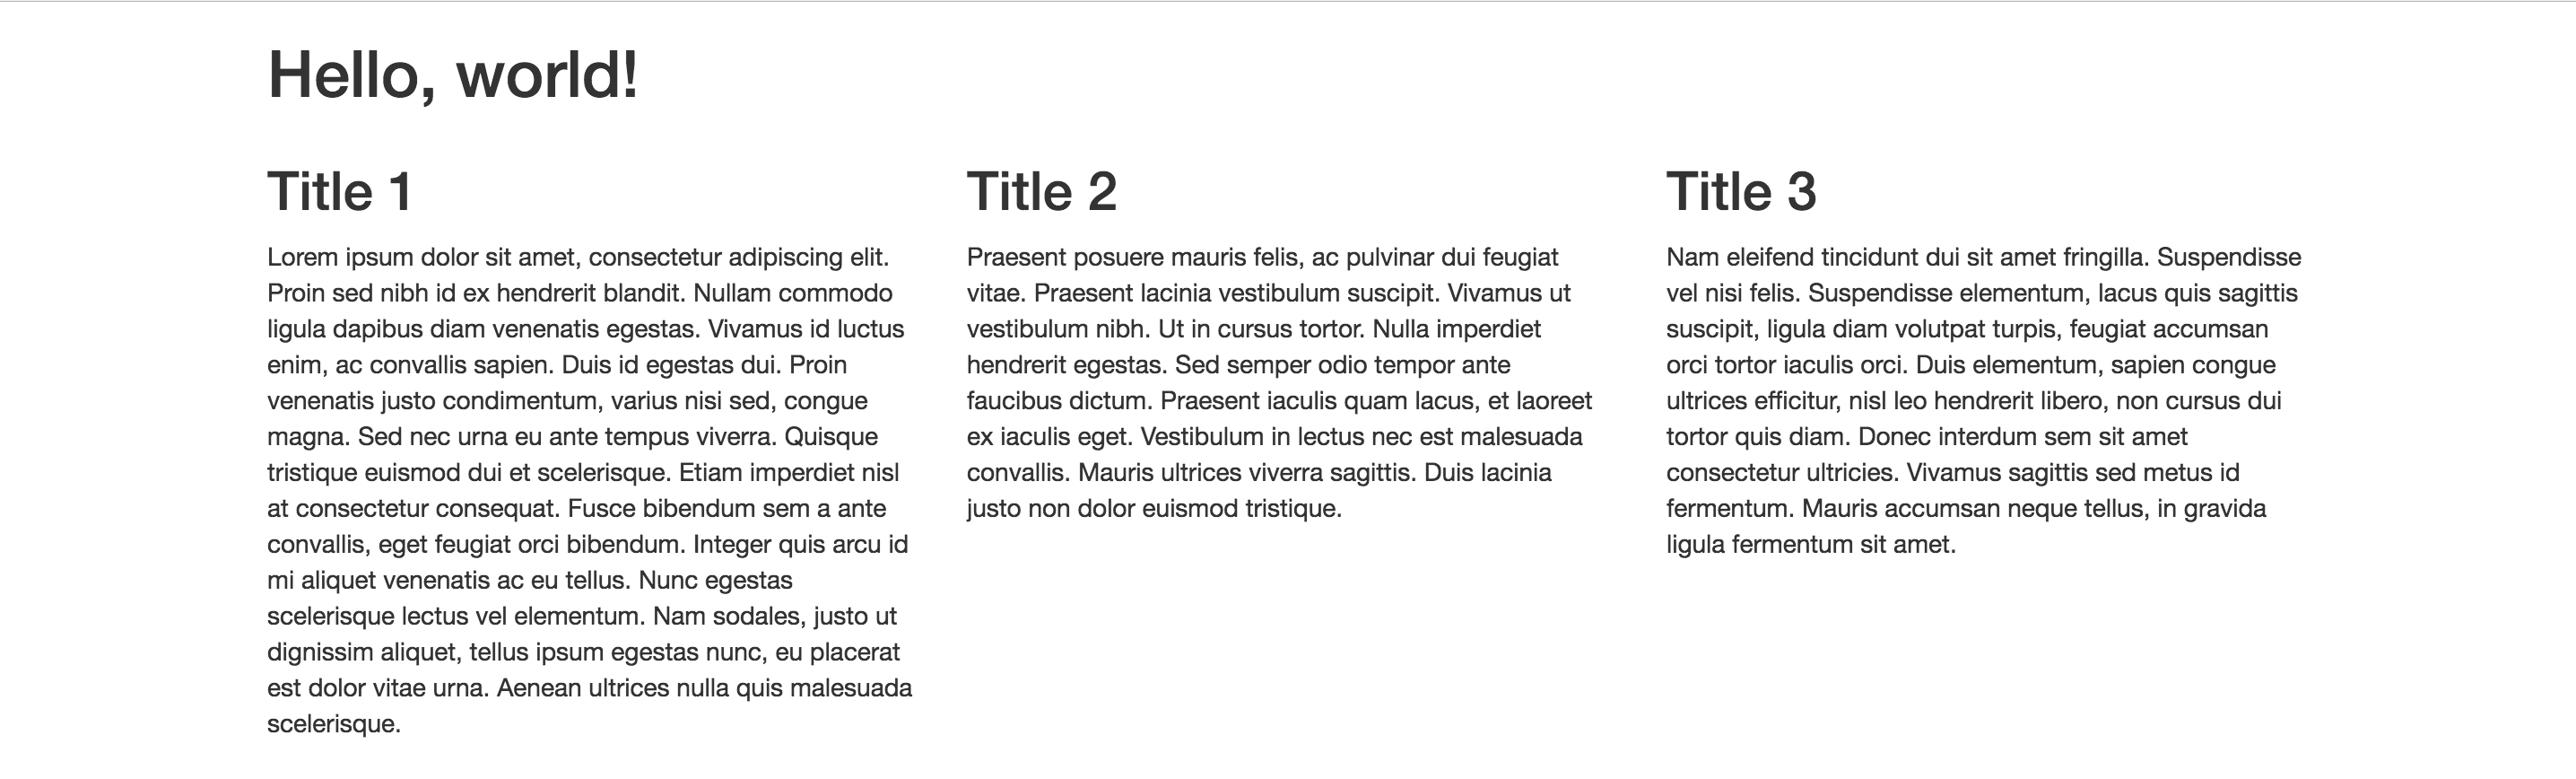 Hello, world!
Title 1
Lorem ipsum dolor sit amet, consectetur adipiscing elit.
Proin sed nibh id ex hendrerit blandit. Nullam commodo
ligula dapibus diam venenatis egestas. Vivamus id luctus
enim, ac convallis sapien. Duis id egestas dui. Proin
venenatis justo condimentum, varius nisi sed, congue
magna. Sed nec urna eu ante tempus viverra. Quisque
tristique euismod dui et scelerisque. Etiam imperdiet nisl
at consectetur consequat. Fusce bibendum sem a ante
convallis, eget feugiat orci bibendum. Integer quis arcu id
mi aliquet venenatis ac eu tellus. Nunc egestas
scelerisque lectus vel elementum. Nam sodales, justo ut
dignissim aliquet, tellus ipsum egestas nunc, eu placerat
est dolor vitae urna. Aenean ultrices nulla quis malesuada
scelerisque.
Title 2
Praesent posuere mauris felis, ac pulvinar dui feugiat
vitae. Praesent lacinia vestibulum suscipit. Vivamus ut
vestibulum nibh. Ut in cursus tortor. Nulla imperdiet
hendrerit egestas. Sed semper odio tempor ante
faucibus dictum. Praesent iaculis quam lacus, et laoreet
ex iaculis eget. Vestibulum in lectus nec est malesuada
convallis. Mauris ultrices viverra sagittis. Duis lacinia
justo non dolor euismod tristique.
Title 3
Nam eleifend tincidunt dui sit amet fringilla. Suspendisse
vel nisi felis. Suspendisse elementum, lacus quis sagittis
suscipit, ligula diam volutpat turpis, feugiat accumsan
orci tortor iaculis orci. Duis elementum, sapien congue
ultrices efficitur, nisl leo hendrerit libero, non cursus dui
tortor quis diam. Donec interdum sem sit amet
consectetur ultricies. Vivamus sagittis sed metus id
fermentum. Mauris accumsan neque tellus, in gravida
ligula fermentum sit amet.